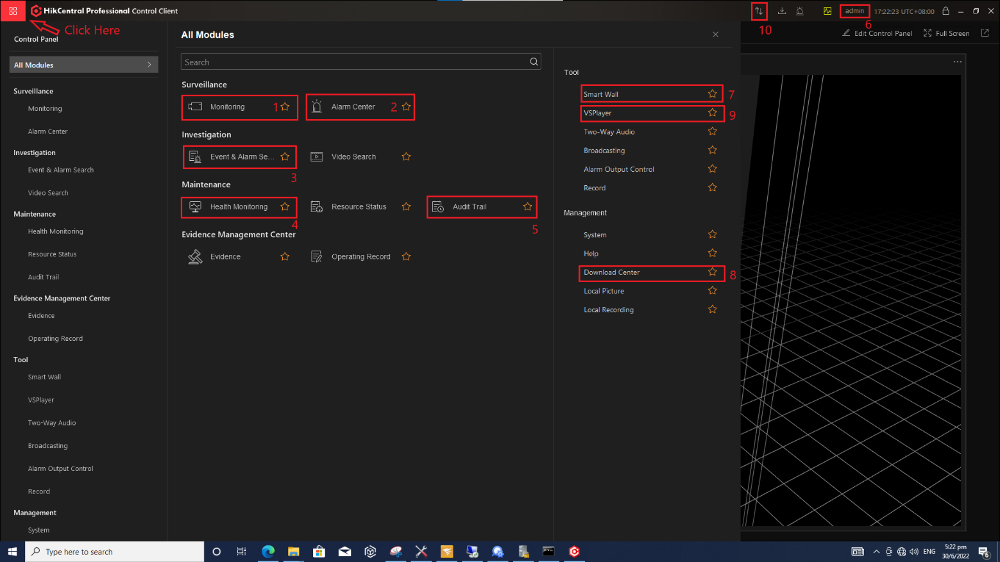 HikCentral Professional Control Client
admin
17:22:23 UTC+08:00
10
6
Click Here
Control Panel
All Modules
Edit Control Panel
Full Screen
All Modules
Surveillance
Monitoring
Alarm Center
Investigation
Event & Alarm Search
Video Search
Maintenance
Health Monitoring
Resource Status
Audit Trail
Evidence Management Center
Evidence
Operating Record
Tool
Smart Wall
VSPlayer
Two-Way Audio
Broadcasting
Alarm Output Control
Record
Management
System
Search
Surveillance
Monitoring 1
Alarm Center 2
Investigation
Event & Alarm Se...
Video Search
3
Maintenance
Health Monitoring
Resource Status
Audit Trail
4
5
Evidence Management Center
Evidence
Operating Record
Tool
Smart Wall 7
VSPlayer 9
Two-Way Audio
Broadcasting
Alarm Output Control
Record
Management
System
Help
Download Center 8
Local Picture
Local Recording
Type here to search
ENG
5:22 pm
30/6/2022
6